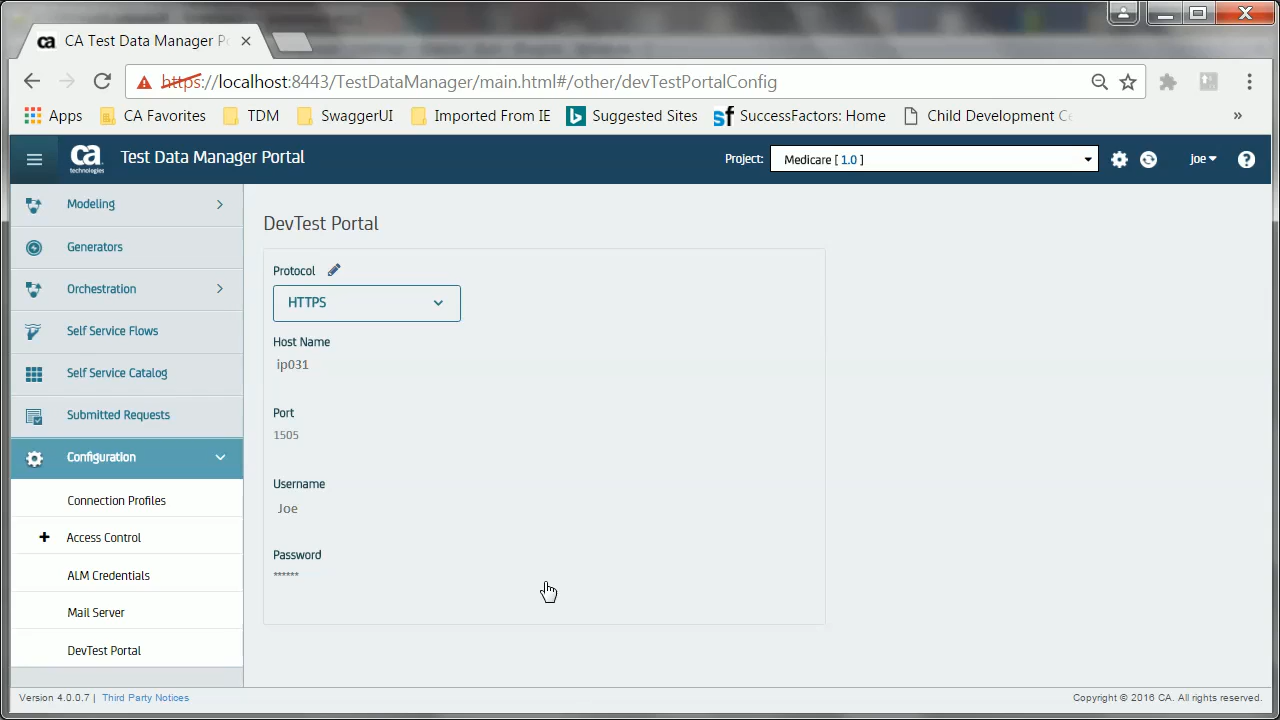 ca CA Test Data Manager P
https://localhost:8443/TestDataManager/main.html#/other/devTestPortalConfig
Apps CA Favorites TDM SwaggerUI Imported From IE Suggested Sites SuccessFactors: Home Child Development C »
ca technologies Test Data Manager Portal Project: Medicare [ 1.0 ] joe ?
Modeling
Generators
Orchestration
Self Service Flows
Self Service Catalog
Submitted Requests
Configuration
Connection Profiles
Access Control
ALM Credentials
Mail Server
DevTest Portal
DevTest Portal
Protocol
HTTPS
Host Name
ip031
Port
1505
Username
Joe
Password
******
Version 4.0.0.7 | Third Party Notices
Copyright © 2016 CA. All rights reserved.